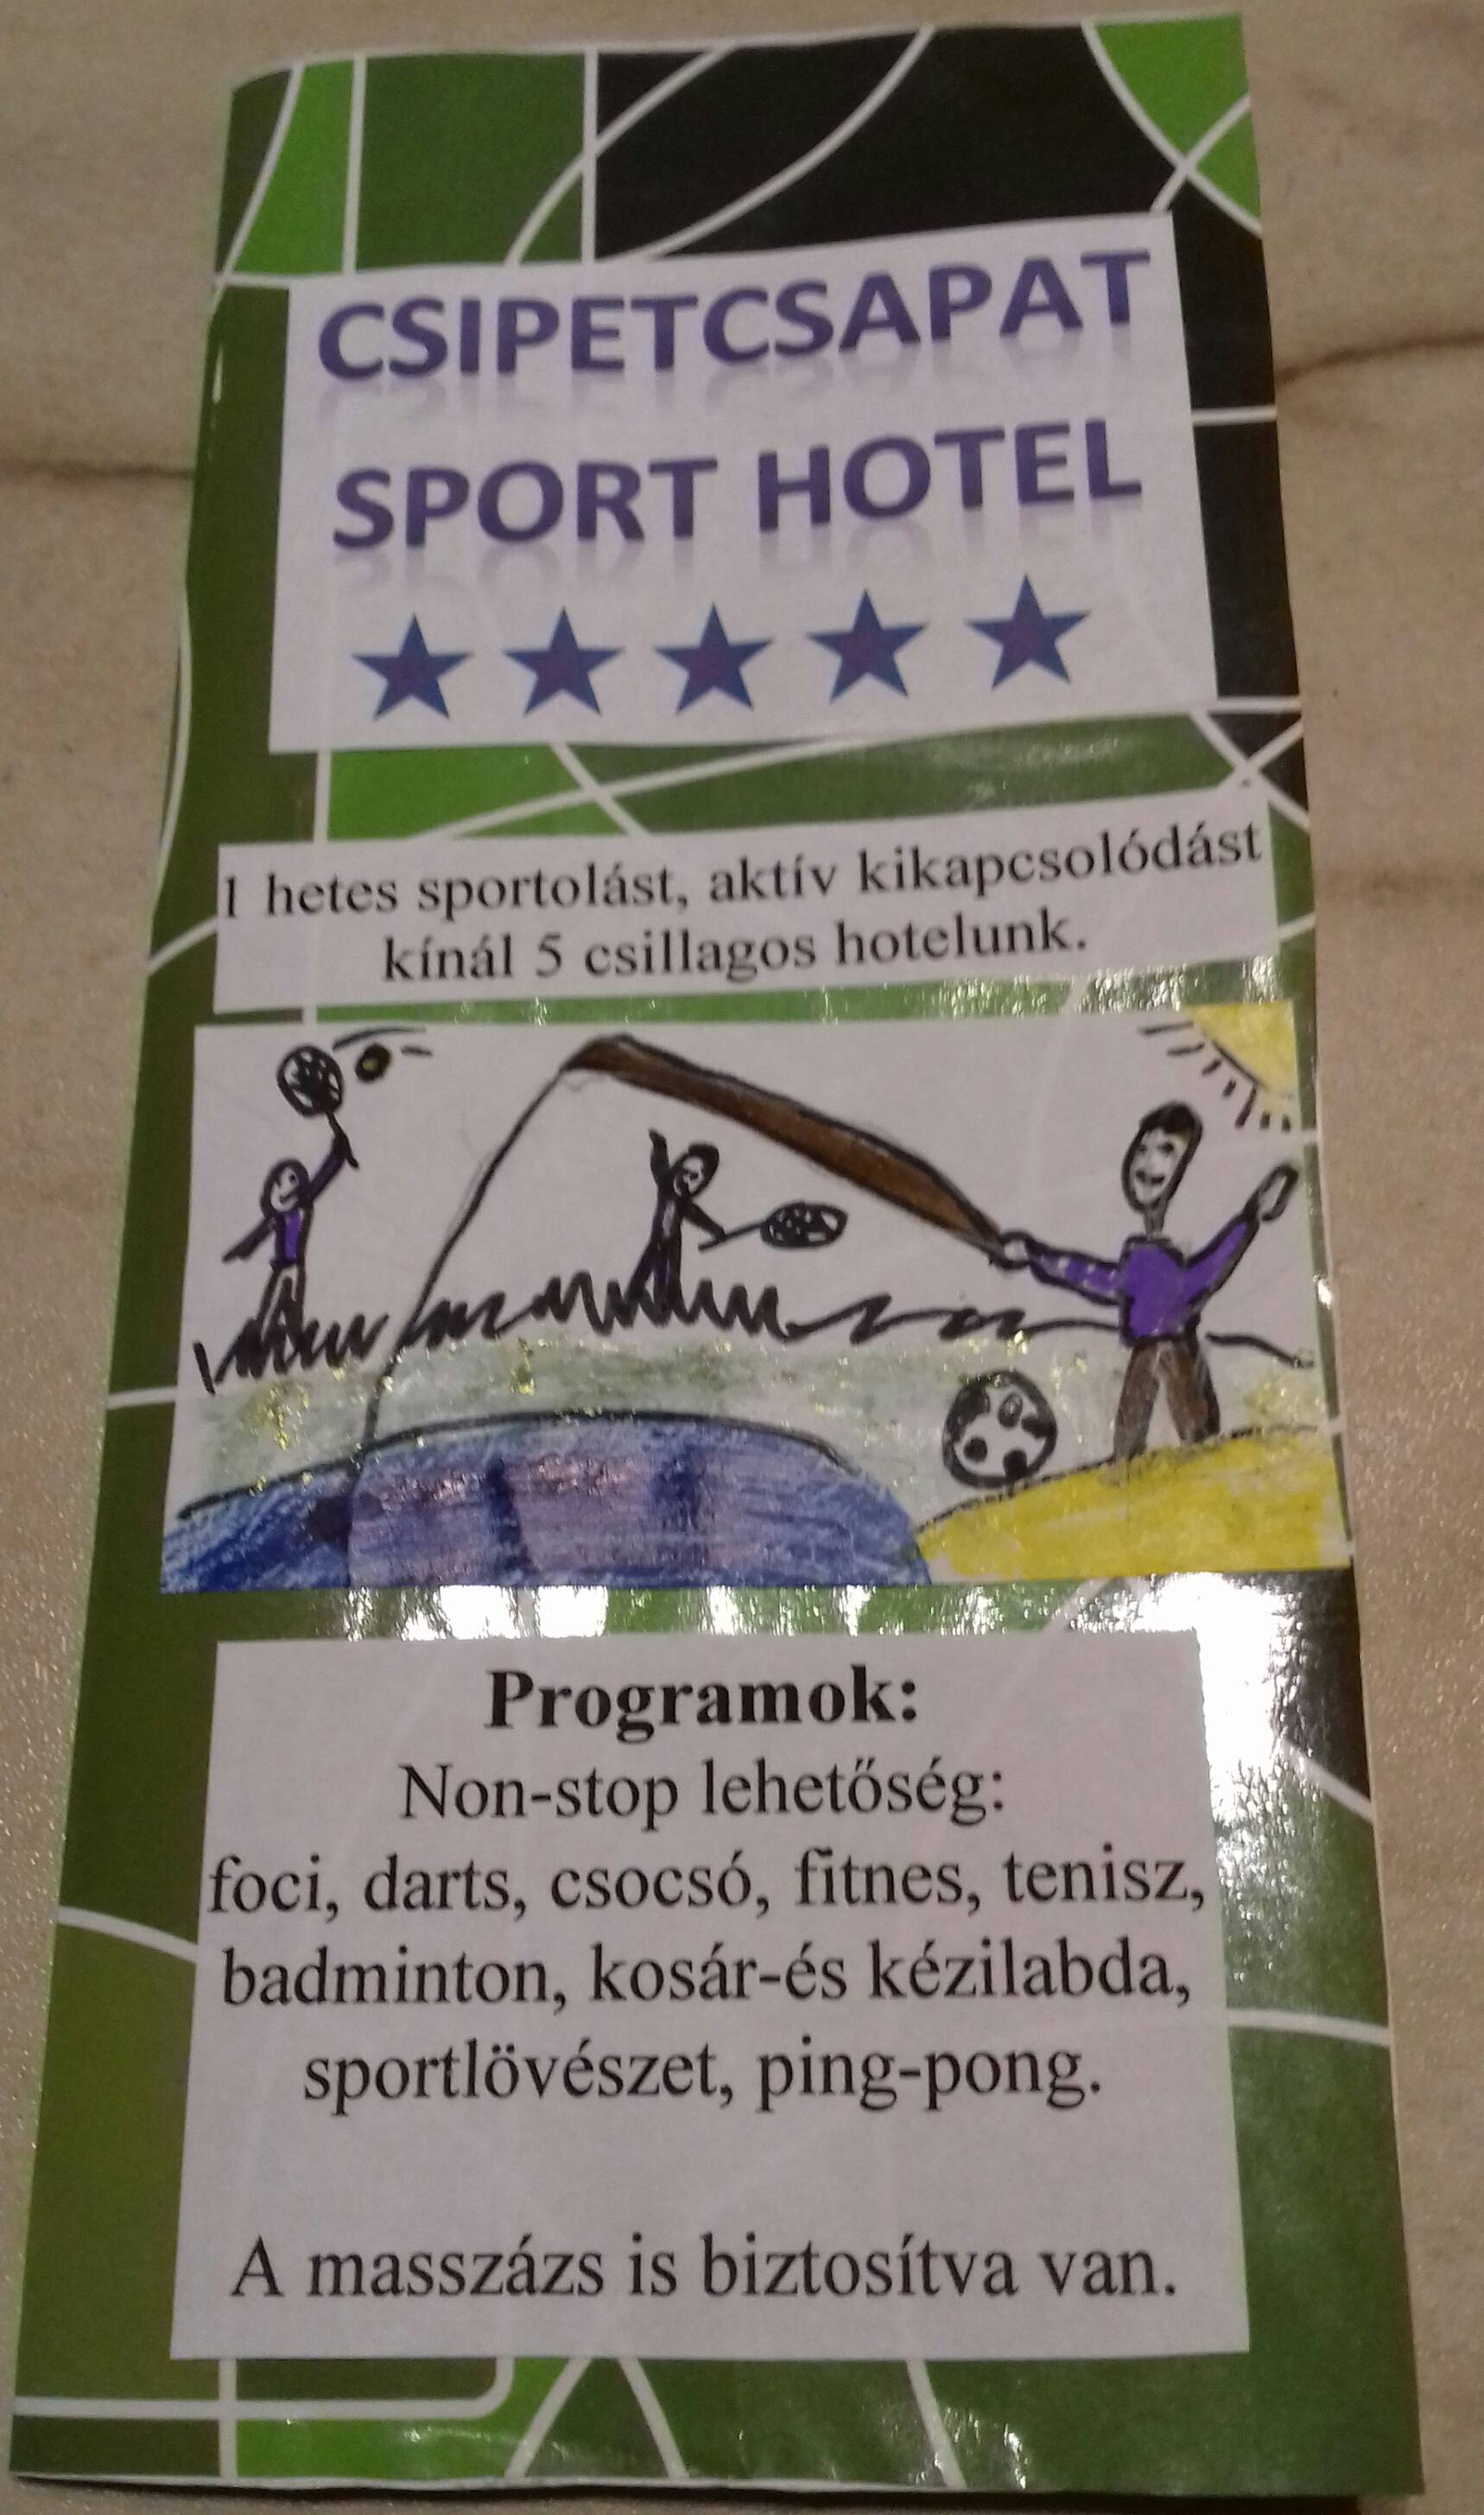 CSIPETCSAPAT
SPORT HOTEL
1 hetes sportolást, aktív kikapcsolódást
kínál 5 csillagos hotelunk.
Programok:
Non-stop lehetőség:
foci, darts, csocsó, fitnes, tenisz,
badminton, kosár-és kézilabda,
sportlövészet, ping-pong.
A masszázs is biztosítva van.